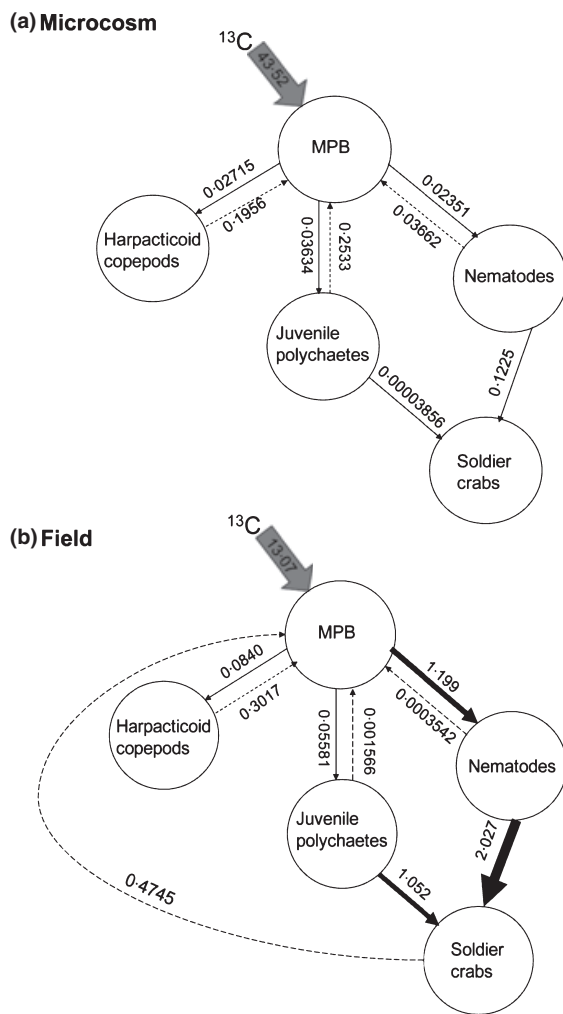 (a) Microcosm
¹³C
43·52
MPB
0·02715
0·1956
0·03634
0·2533
0·02351
0·03662
Harpacticoid
copepods
Nematodes
Juvenile
polychaetes
0·1225
0·00003856
Soldier
crabs
(b) Field
¹³C
13·07
MPB
0·0840
0·3017
0·05581
0·001566
1·199
0·0003542
Harpacticoid
copepods
Nematodes
Juvenile
polychaetes
2·027
1·052
0·4745
Soldier
crabs